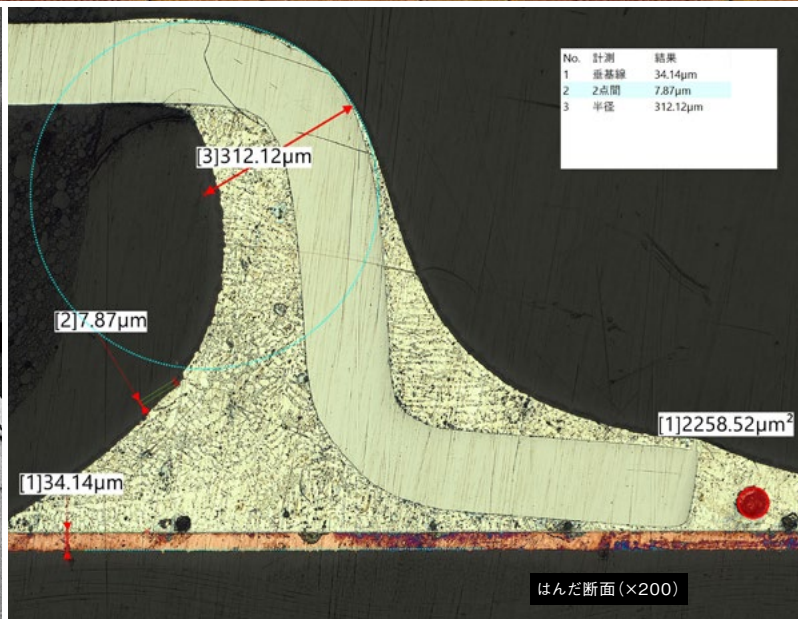 No. 計測 結果
1 垂基線 34.14μm
2 2点間 7.87μm
3 半径 312.12μm
[3]312.12μm
[2]7.87μm
[1]2258.52μm²
[1]34.14μm
はんだ断面(×200)